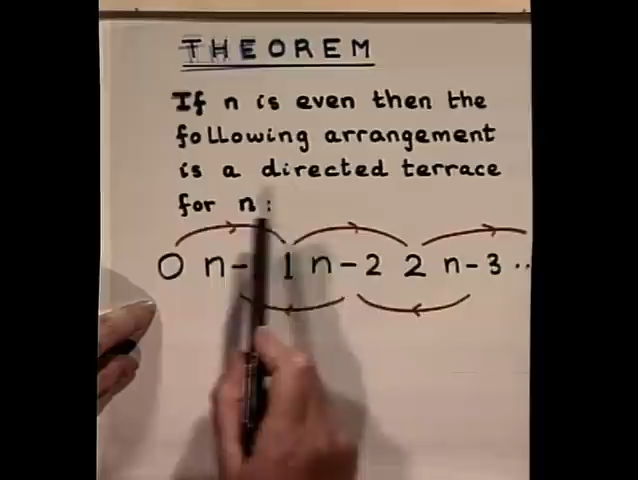 THEOREM
If n is even then the
following arrangement
is a directed terrace
for n:
0 n- 1 n-2 2 n-3 ..